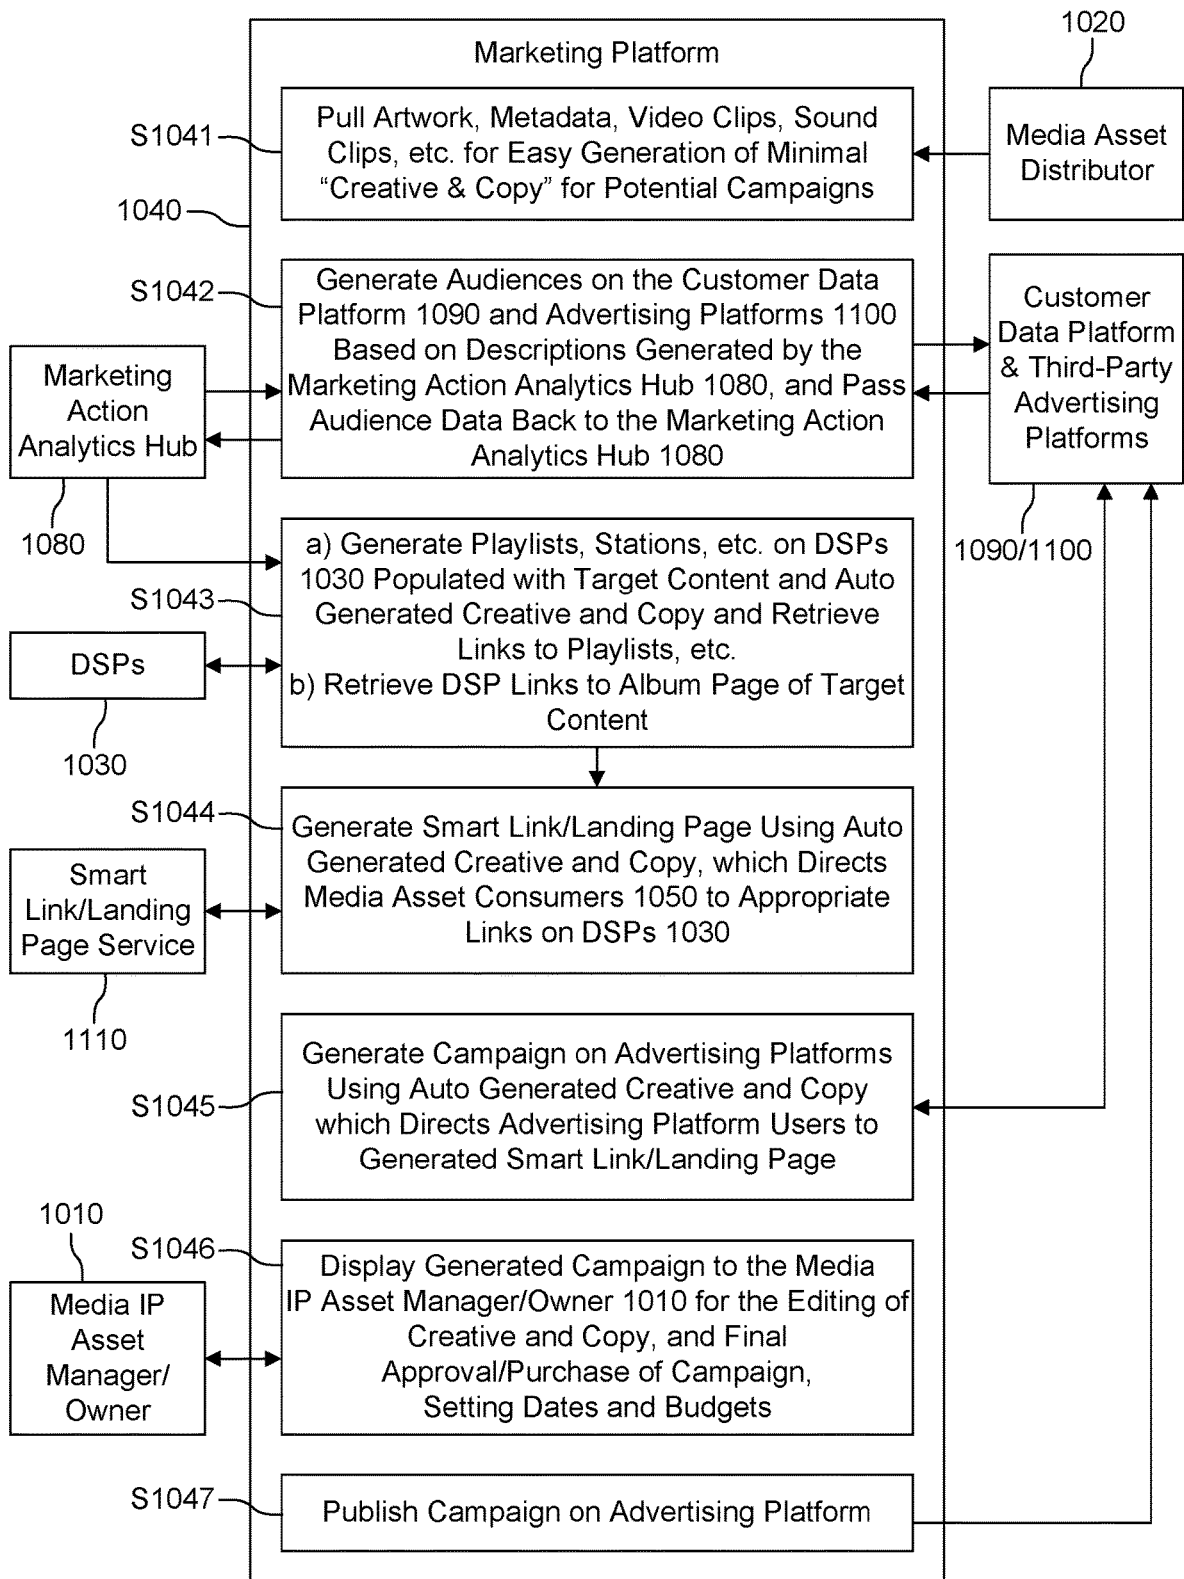 Marketing Platform
1020
S1041
Pull Artwork, Metadata, Video Clips, Sound
Clips, etc. for Easy Generation of Minimal
“Creative & Copy” for Potential Campaigns
Media Asset
Distributor
1040
S1042
Generate Audiences on the Customer Data
Platform 1090 and Advertising Platforms 1100
Based on Descriptions Generated by the
Marketing Action Analytics Hub 1080, and Pass
Audience Data Back to the Marketing Action
Analytics Hub 1080
Customer
Data Platform
& Third-Party
Advertising
Platforms
1090/1100
Marketing
Action
Analytics Hub
1080
S1043
a) Generate Playlists, Stations, etc. on DSPs
1030 Populated with Target Content and Auto
Generated Creative and Copy and Retrieve
Links to Playlists, etc.
b) Retrieve DSP Links to Album Page of Target
Content
DSPs
1030
S1044
Generate Smart Link/Landing Page Using Auto
Generated Creative and Copy, which Directs
Media Asset Consumers 1050 to Appropriate
Links on DSPs 1030
Smart
Link/Landing
Page Service
1110
S1045
Generate Campaign on Advertising Platforms
Using Auto Generated Creative and Copy
which Directs Advertising Platform Users to
Generated Smart Link/Landing Page
1010
S1046
Display Generated Campaign to the Media
IP Asset Manager/Owner 1010 for the Editing of
Creative and Copy, and Final
Approval/Purchase of Campaign,
Setting Dates and Budgets
Media IP
Asset
Manager/
Owner
S1047
Publish Campaign on Advertising Platform